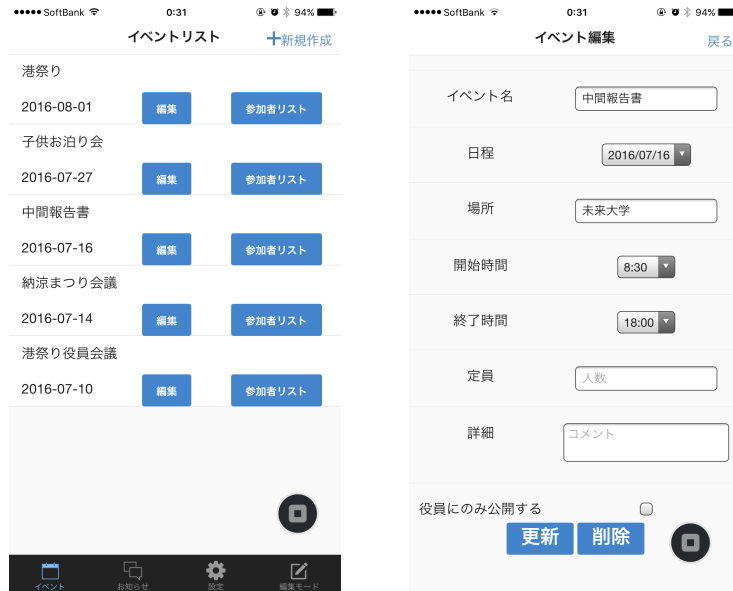 SoftBank 0:31 94%
イベントリスト +新規作成
港祭り
2016-08-01 編集 参加者リスト
子供お泊り会
2016-07-27 編集 参加者リスト
中間報告書
2016-07-16 編集 参加者リスト
納涼まつり会議
2016-07-14 編集 参加者リスト
港祭り役員会議
2016-07-10 編集 参加者リスト
イベント お知らせ 設定 編集モード
SoftBank 0:31 94%
イベント編集 戻る
イベント名 中間報告書
日程 2016/07/16
場所 未来大学
開始時間 8:30
終了時間 18:00
定員 人数
詳細 コメント
役員にのみ公開する
更新 削除